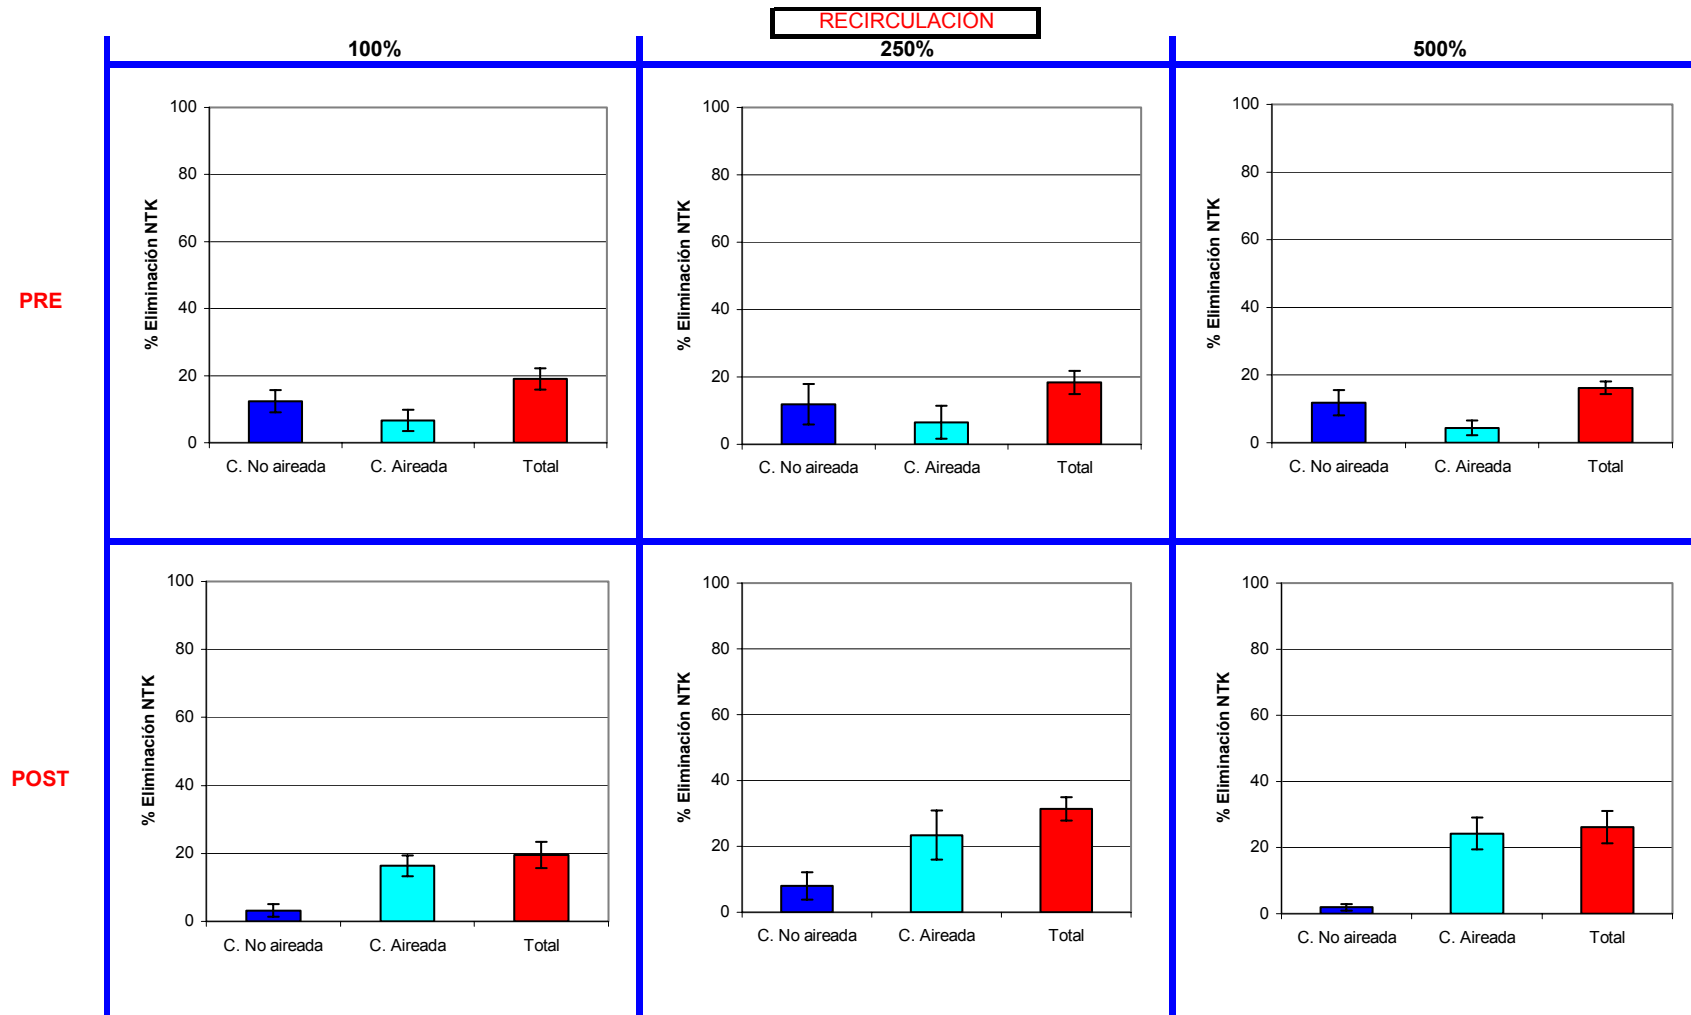 RECIRCULACIÓN
100% 250% 500%
PRE
% Eliminación NTK
100
80
60
40
20
0
C. No aireada C. Aireada Total
% Eliminación NTK
100
80
60
40
20
0
C. No aireada C. Aireada Total
% Eliminación NTK
100
80
60
40
20
0
C. No aireada C. Aireada Total
POST
% Eliminación NTK
100
80
60
40
20
0
C. No aireada C. Aireada Total
% Eliminación NTK
100
80
60
40
20
0
C. No aireada C. Aireada Total
% Eliminación NTK
100
80
60
40
20
0
C. No aireada C. Aireada Total